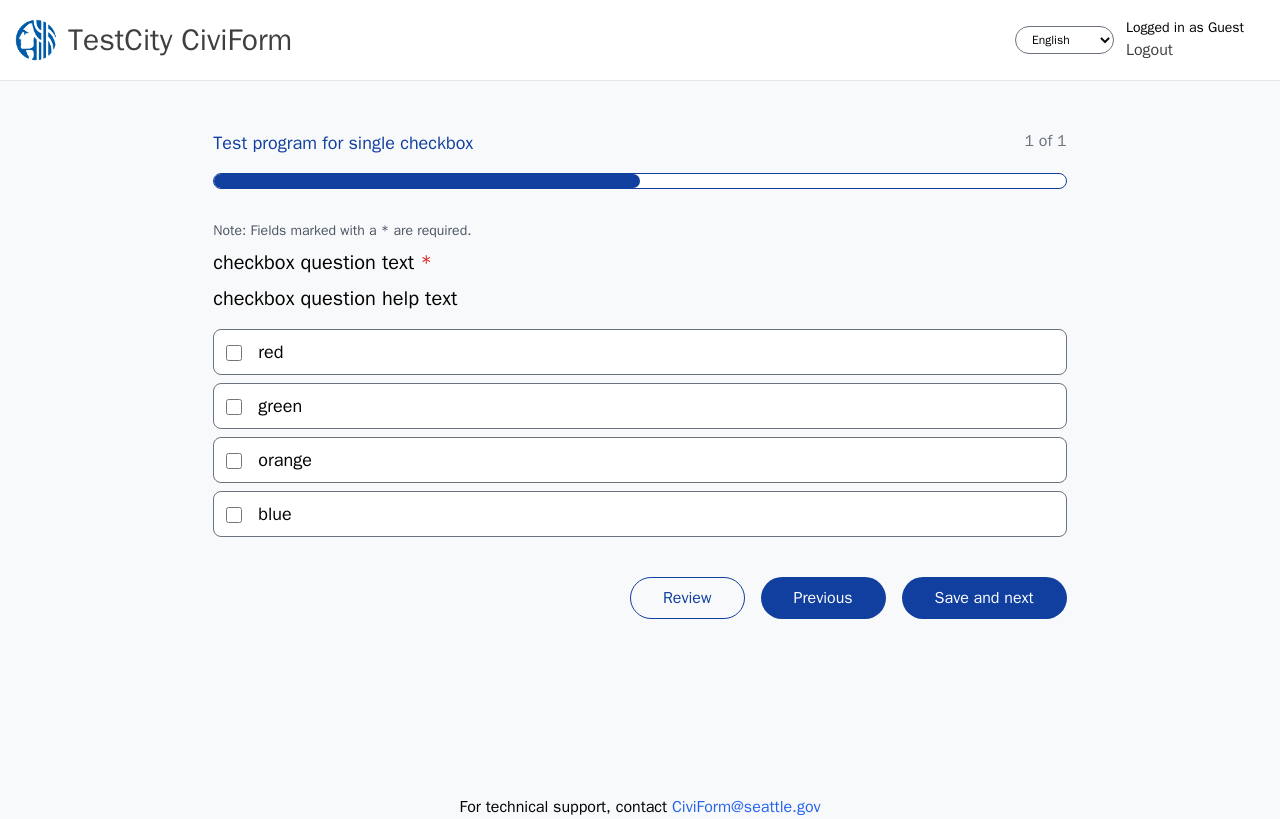 TestCity CiviForm
English
Logged in as Guest
Logout
Test program for single checkbox
1 of 1
Note: Fields marked with a * are required.
checkbox question text *
checkbox question help text
red
green
orange
blue
Review
Previous
Save and next
For technical support, contact CiviForm@seattle.gov